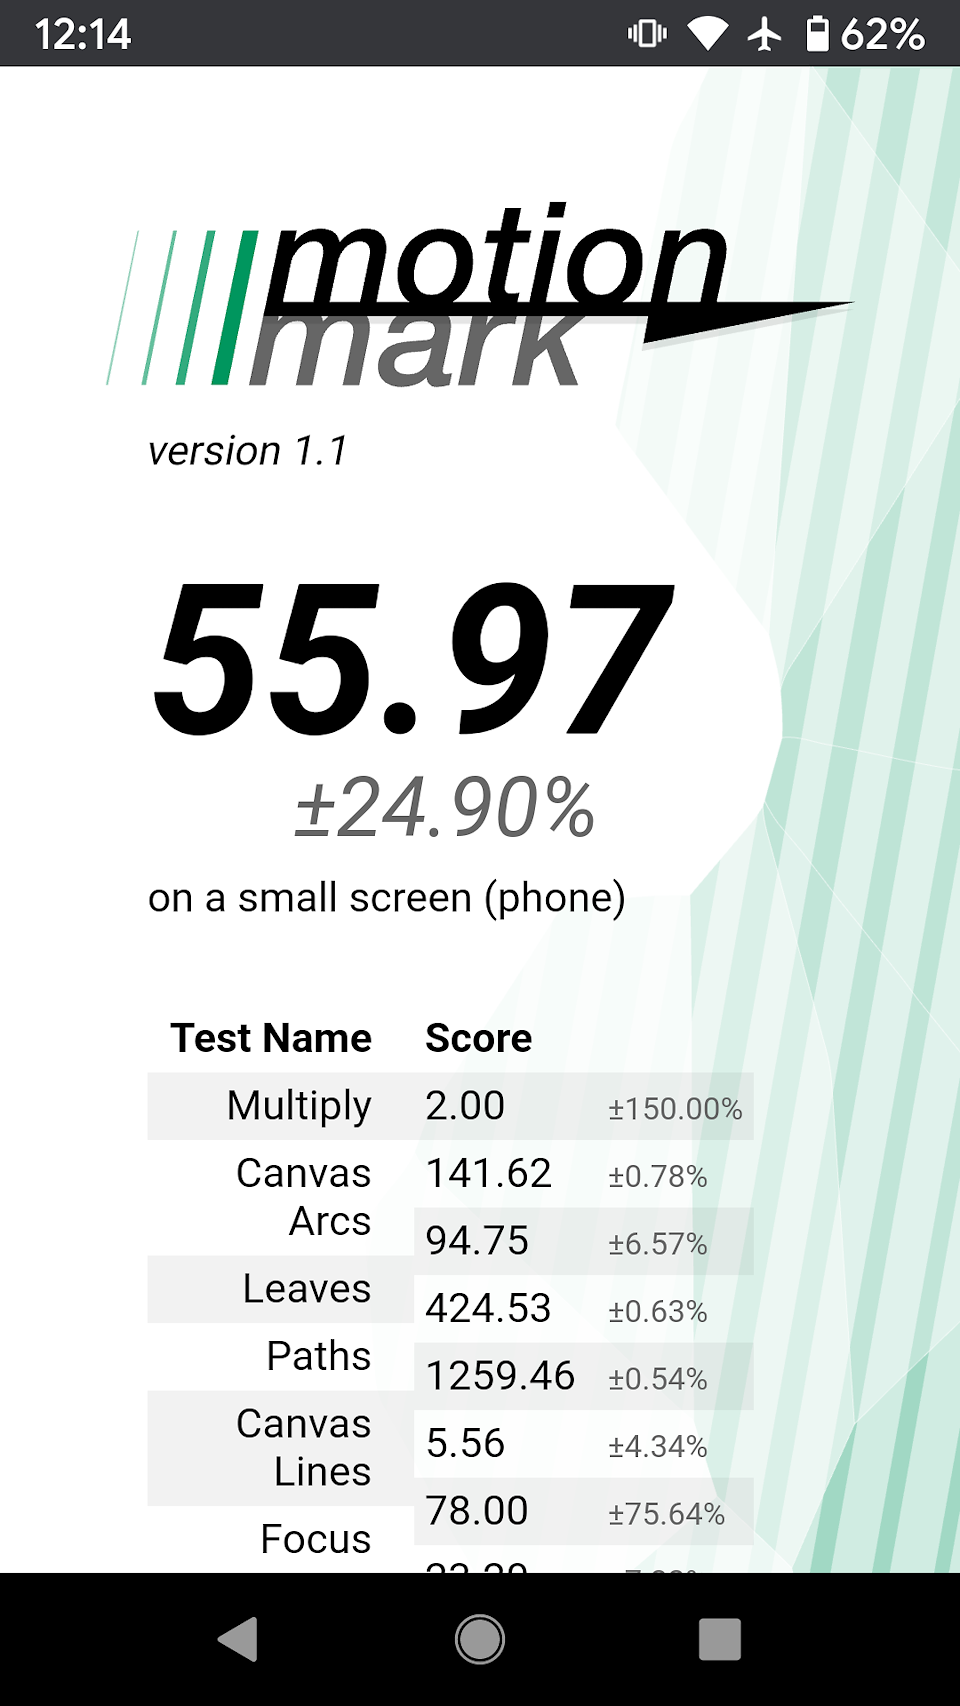 12:14 62%
motion
mark
version 1.1
55.97
±24.90%
on a small screen (phone)
Test Name Score
Multiply 2.00 ±150.00%
Canvas 141.62 ±0.78%
Arcs
94.75 ±6.57%
Leaves
424.53 ±0.63%
Paths
1259.46 ±0.54%
Canvas
5.56 ±4.34%
Lines
78.00 ±75.64%
Focus